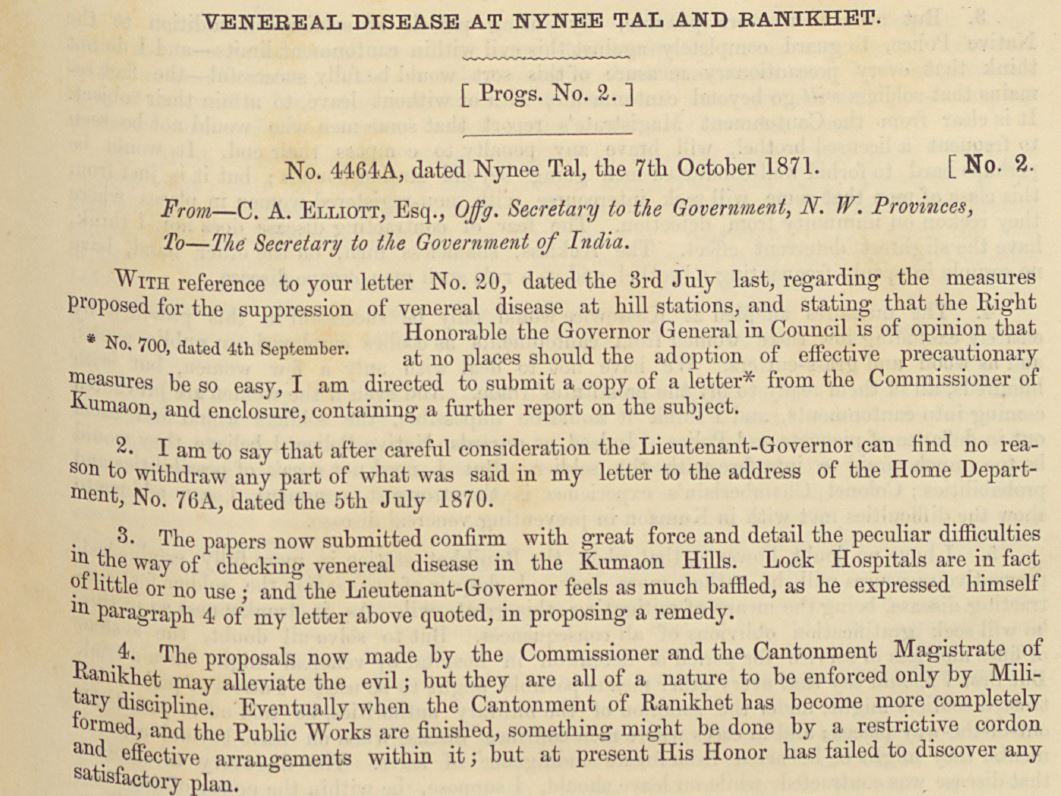 VENEREAL DISEASE AT NYNEE TAL AND RANIKHET.
[ Progs. No. 2. ]
No. 4464A, dated Nynee Tal, the 7th October 1871. [ No. 2.
From—C. A. ELLIOTT, Esq., Offg. Secretary to the Government, N. W. Provinces,
To—The Secretary to the Government of India.
WITH reference to your letter No. 20, dated the 3rd July last, regarding the measures
proposed for the suppression of venereal disease at hill stations, and stating that the Right
Honorable the Governor General in Council is of opinion that
* No. 700, dated 4th September.
at no places should the adoption of effective precautionary
measures be so easy, I am directed to submit a copy of a letter* from the Commissioner of
Kumaon, and enclosure, containing a further report on the subject.
2. I am to say that after careful consideration the Lieutenant-Governor can find no rea-
son to withdraw any part of what was said in my letter to the address of the Home Depart-
ment, No. 76A, dated the 5th July 1870.
3. The papers now submitted confirm with great force and detail the peculiar difficulties
in the way of checking venereal disease in the Kumaon Hills. Lock Hospitals are in fact
of little or no use; and the Lieutenant-Governor feels as much baffled, as he expressed himself
in paragraph 4 of my letter above quoted, in proposing a remedy.
4. The proposals now made by the Commissioner and the Cantonment Magistrate of
Ranikhet may alleviate the evil; but they are all of a nature to be enforced only by Mili-
tary discipline. Eventually when the Cantonment of Ranikhet has become more completely
formed, and the Public Works are finished, something might be done by a restrictive cordon
and effective arrangements within it; but at present His Honor has failed to discover any
satisfactory plan.